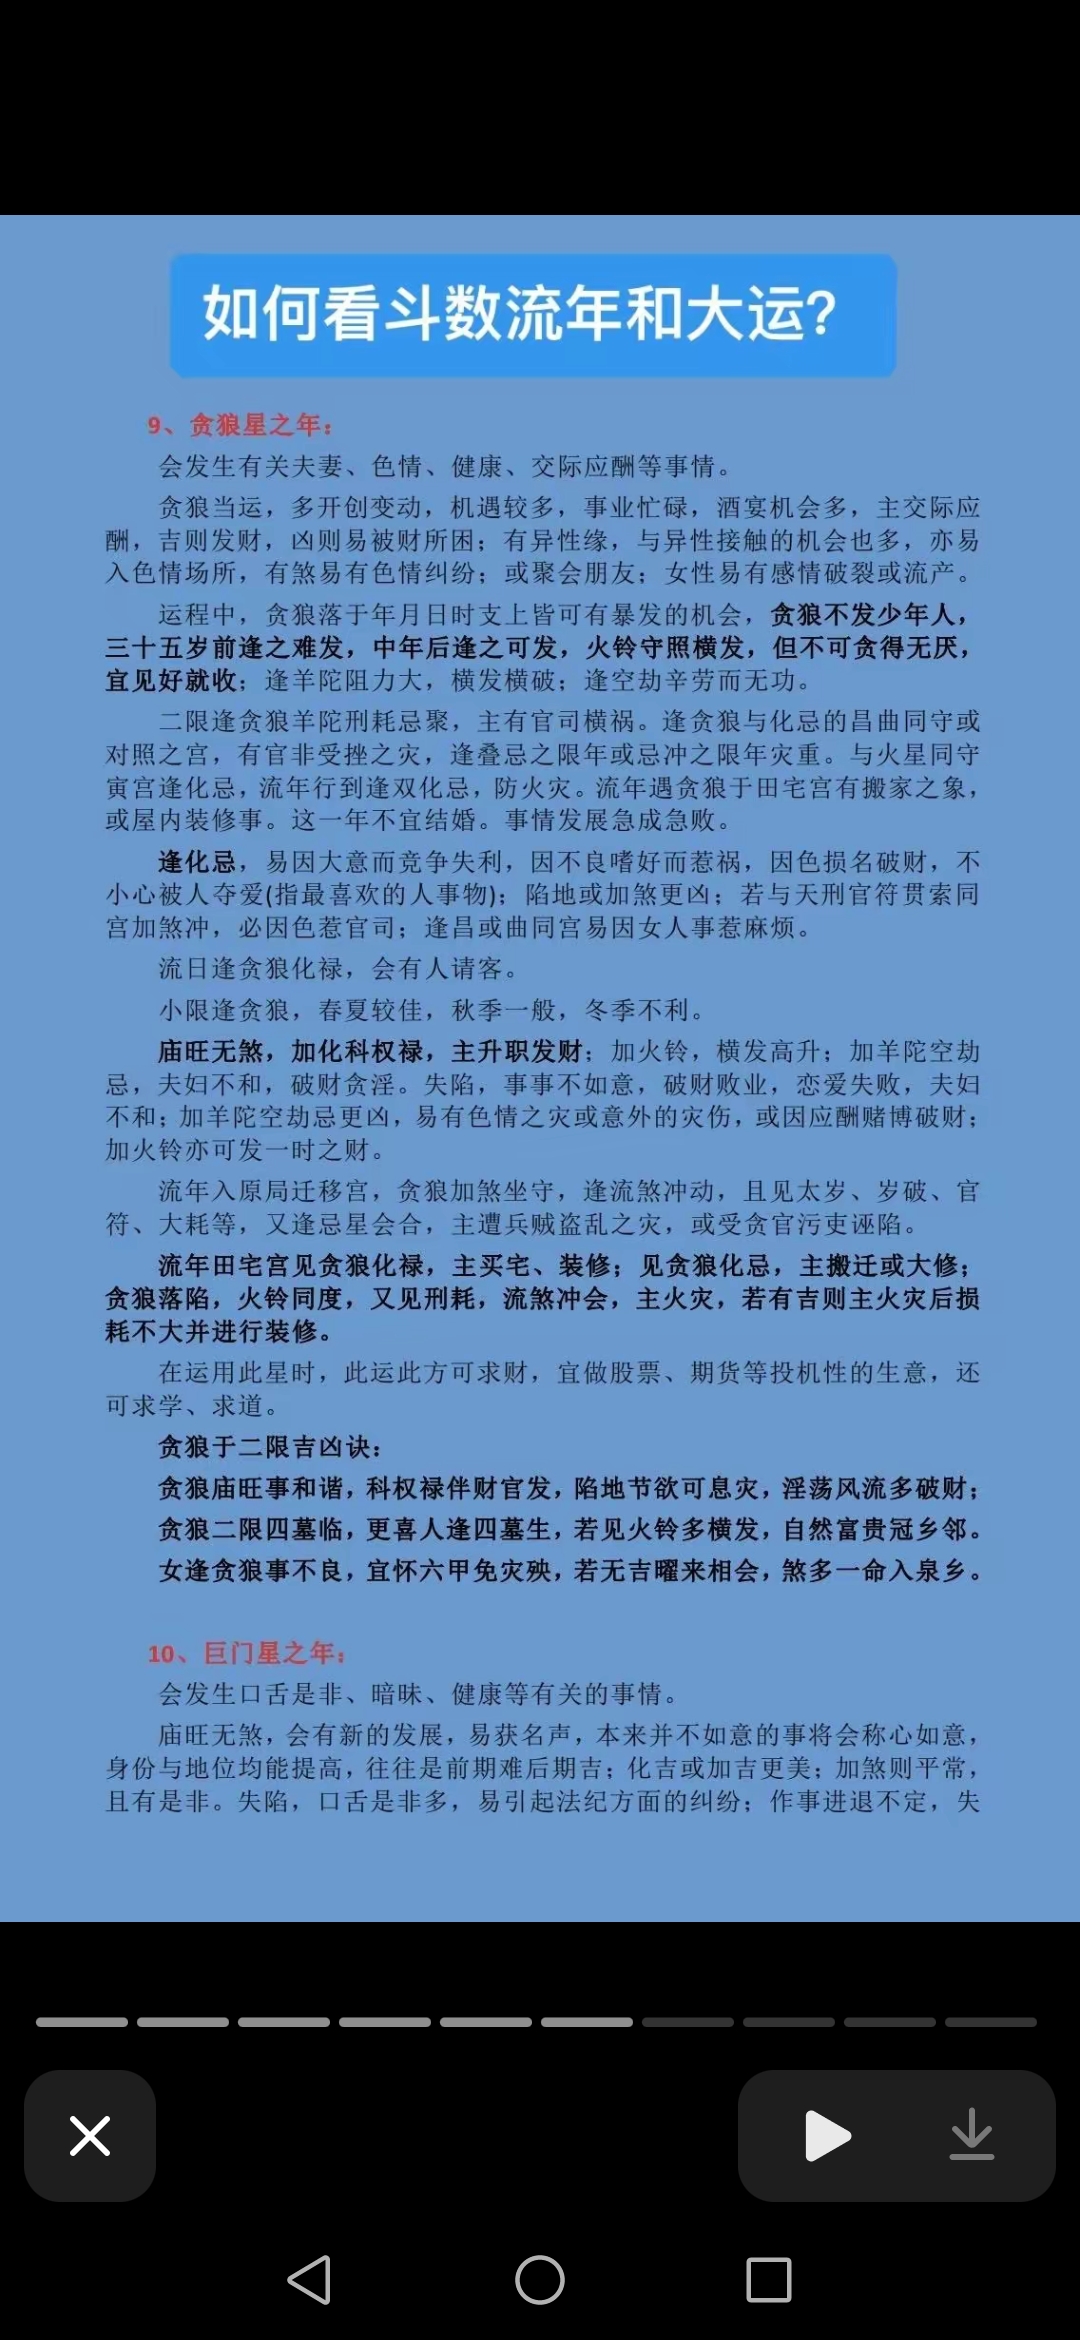 如何看斗数流年和大运?
9、贪狼星之年：
会发生有关夫妻、色情、健康、交际应酬等事情。
贪狼当运，多开创变动，机遇较多，事业忙碌，酒宴机会多，主交际应
酬，吉则发财，凶则易被财所困；有异性缘，与异性接触的机会也多，亦易
入色情场所，有煞易有色情纠纷；或聚会朋友；女性易有感情破裂或流产。
运程中，贪狼落于年月日时支上皆可有暴发的机会，贪狼不发少年人，
三十五岁前逢之难发，中年后逢之可发，火铃守照横发，但不可贪得无厌，
宜见好就收；逢羊陀阻力大，横发横破；逢空劫辛劳而无功。
二限逢贪狼羊陀刑耗忌聚，主有官司横祸。逢贪狼与化忌的昌曲同守或
对照之宫，有官非受挫之灾，逢叠忌之限年或忌冲之限年灾重。与火星同守
寅宫逢化忌，流年行到逢双化忌，防火灾。流年遇贪狼于田宅宫有搬家之象，
或屋内装修事。这一年不宜结婚。事情发展急成急败。
逢化忌，易因大意而竞争失利，因不良嗜好而惹祸，因色损名破财，不
小心被人夺爱(指最喜欢的人事物)；陷地或加煞更凶；若与天刑官符贯索同
宫加煞冲，必因色惹官司；逢昌或曲同宫易因女人事惹麻烦。
流日逢贪狼化禄，会有人请客。
小限逢贪狼，春夏较佳，秋季一般，冬季不利。
庙旺无煞，加化科权禄，主升职发财；加火铃，横发高升；加羊陀空劫
忌，夫妇不和，破财贪淫。失陷，事事不如意，破财败业，恋爱失败，夫妇
不和；加羊陀空劫忌更凶，易有色情之灾或意外的灾伤，或因应酬赌博破财；
加火铃亦可发一时之财。
流年入原局迁移宫，贪狼加煞坐守，逢流煞冲动，且见太岁、岁破、官
符、大耗等，又逢忌星会合，主遭兵贼盗乱之灾，或受贪官污吏诬陷。
流年田宅宫见贪狼化禄，主买宅、装修；见贪狼化忌，主搬迁或大修；
贪狼落陷，火铃同度，又见刑耗，流煞冲会，主火灾，若有吉则主火灾后损
耗不大并进行装修。
在运用此星时，此运此方可求财，宜做股票、期货等投机性的生意，还
可求学、求道。
贪狼于二限吉凶诀：
贪狼庙旺事和谐，科权禄伴财官发，陷地节欲可息灾，淫荡风流多破财；
贪狼二限四墓临，更喜人逢四墓生，若见火铃多横发，自然富贵冠乡邻。
女逢贪狼事不良，宜怀六甲免灾殃，若无吉曜来相会，煞多一命入泉乡。
10、巨门星之年：
会发生口舌是非、暗昧、健康等有关的事情。
庙旺无煞，会有新的发展，易获名声，本来并不如意的事将会称心如意，
身份与地位均能提高，往往是前期难后期吉；化吉或加吉更美；加煞则平常，
且有是非。失陷，口舌是非多，易引起法纪方面的纠纷；作事进退不定，失